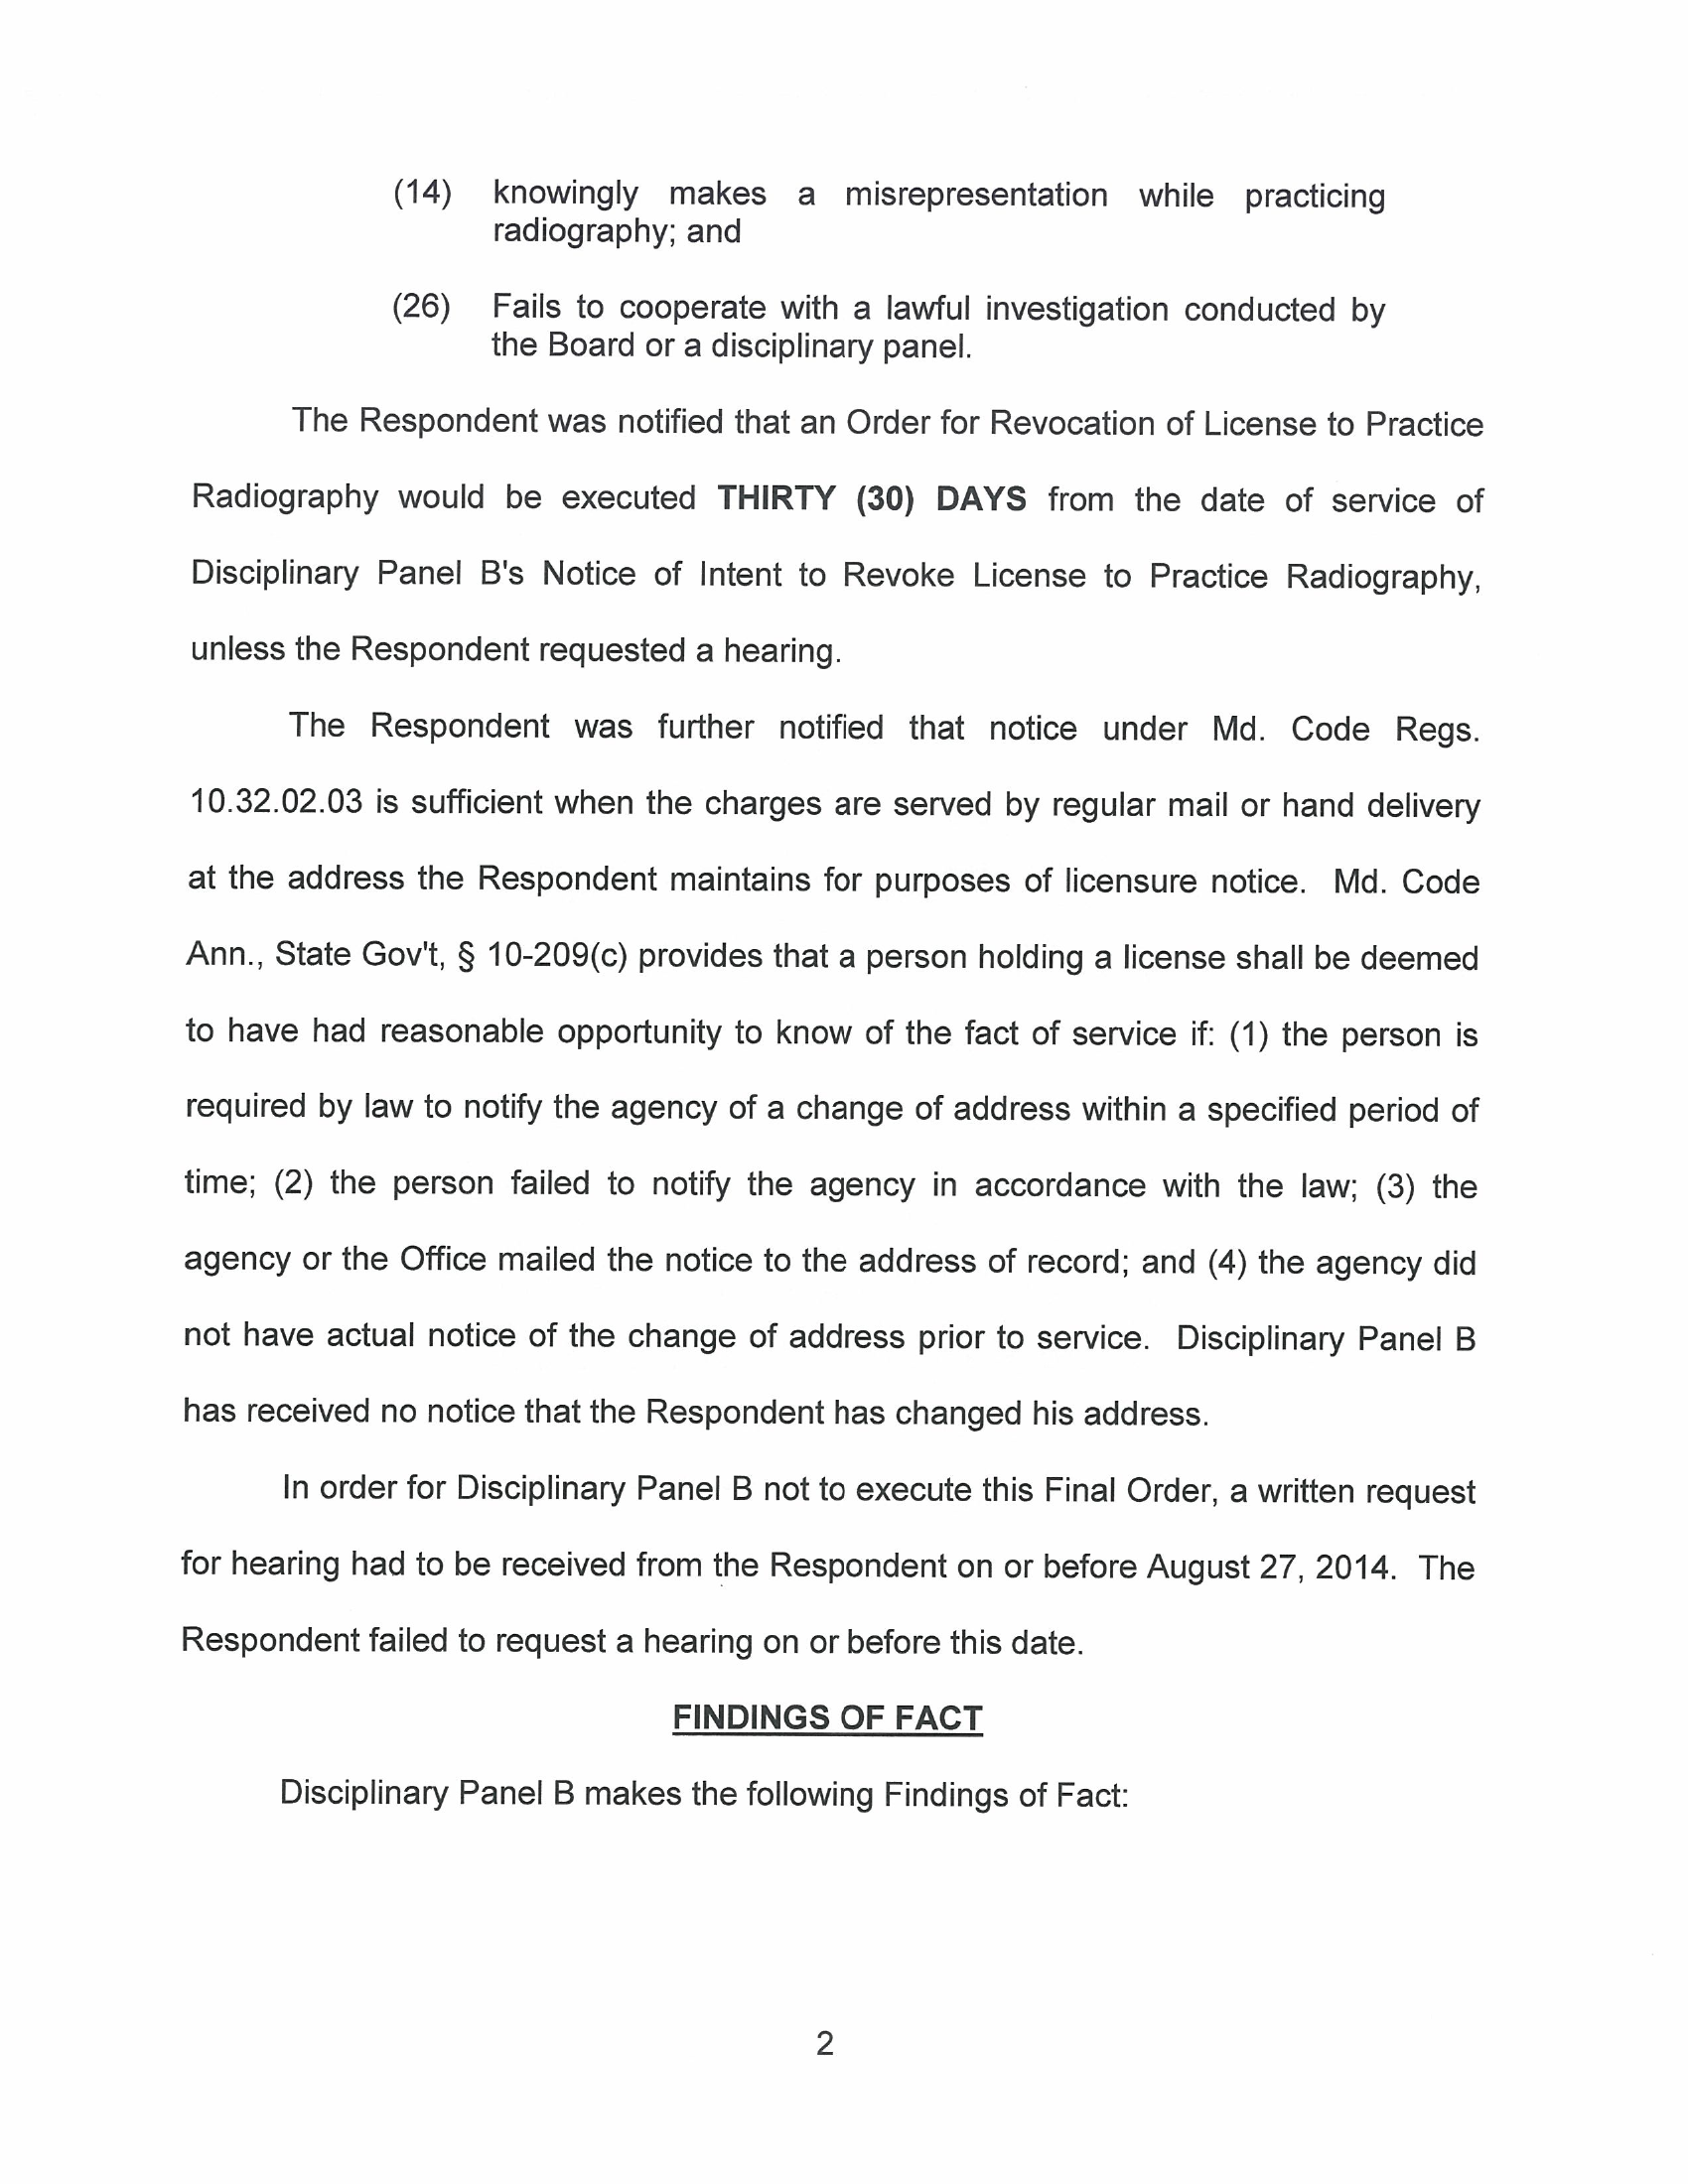 (14) knowingly makes a misrepresentation while practicing
radiography; and
(26) Fails to cooperate with a lawful investigation conducted by
the Board or a disciplinary panel.
The Respondent was notified that an Order for Revocation of License to Practice
Radiography would be executed THIRTY (30) DAYS from the date of service of
Disciplinary Panel B's Notice of Intent to Revoke License to Practice Radiography,
unless the Respondent requested a hearing.
The Respondent was further notified that notice under Md. Code Regs.
10.32.02.03 is sufficient when the charges are served by regular mail or hand delivery
at the address the Respondent maintains for purposes of licensure notice. Md. Code
Ann., State Gov't, § 10-209(c) provides that a person holding a license shall be deemed
to have had reasonable opportunity to know of the fact of service if: (1) the person is
required by law to notify the agency of a change of address within a specified period of
time; (2) the person failed to notify the agency in accordance with the law; (3) the
agency or the Office mailed the notice to the address of record; and (4) the agency did
not have actual notice of the change of address prior to service. Disciplinary Panel B
has received no notice that the Respondent has changed his address.
In order for Disciplinary Panel B not to execute this Final Order, a written request
for hearing had to be received from the Respondent on or before August 27, 2014. The
Respondent failed to request a hearing on or before this date.
FINDINGS OF FACT
Disciplinary Panel B makes the following Findings of Fact:
2